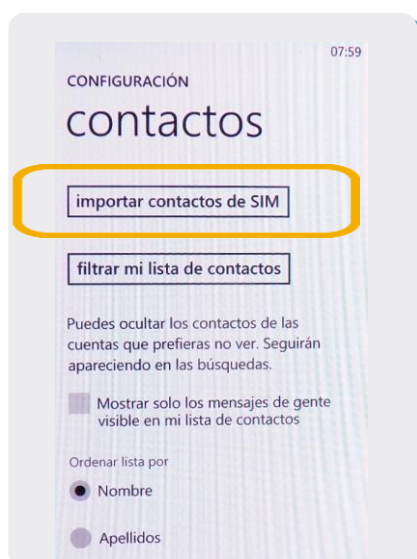 07:59
CONFIGURACIÓN
contactos
importar contactos de SIM
filtrar mi lista de contactos
Puedes ocultar los contactos de las
cuentas que prefieras no ver. Seguirán
apareciendo en las búsquedas.
Mostrar solo los mensajes de gente
visible en mi lista de contactos
Ordenar lista por
Nombre
Apellidos